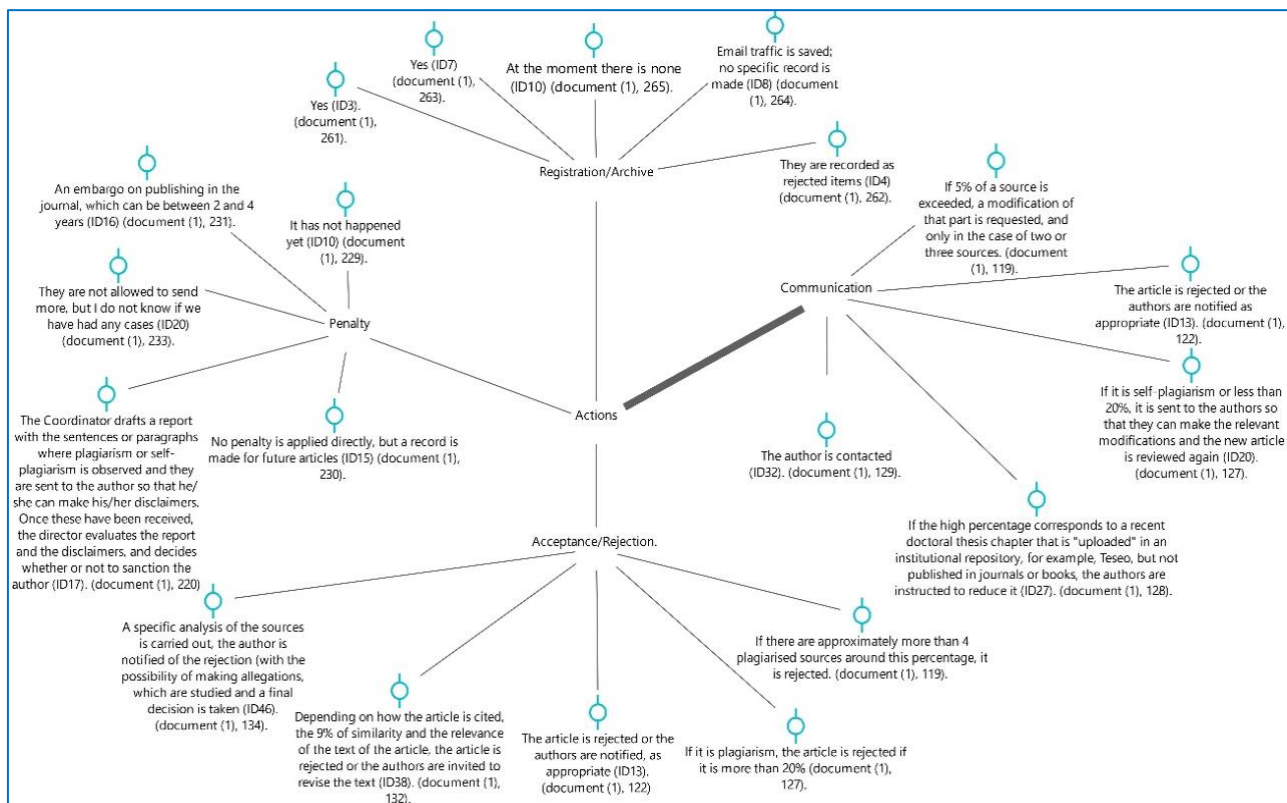 Yes (ID3).
(document (1),
261).
Yes (ID7)
(document (1),
263).
At the moment there is none
(ID10) (document (1), 265).
Email traffic is saved;
no specific record is
made (ID8) (document
(1), 264).
They are recorded as
rejected items (ID4)
(document (1), 262).
Registration/Archive
An embargo on publishing in the
journal, which can be between 2 and 4
years (ID16) (document (1), 231).
It has not happened
yet (ID10) (document
(1), 229).
They are not allowed to send
more, but I do not know if we
have had any cases (ID20)
(document (1), 233).
Penalty
The Coordinator drafts a report
with the sentences or paragraphs
where plagiarism or self-
plagiarism is observed and they
are sent to the author so that he/
she can make his/her disclaimers.
Once these have been received,
the director evaluates the report
and the disclaimers, and decides
whether or not to sanction the
author (ID17). (document (1), 220)
No penalty is applied directly, but a record is
made for future articles (ID15) (document (1),
230).
Actions
If 5% of a source is
exceeded, a modification of
that part is requested, and
only in the case of two or
three sources. (document
(1), 119).
Communication
The article is rejected or the
authors are notified as
appropriate (ID13). (document (1),
122).
If it is self-plagiarism or less than
20%, it is sent to the authors so
that they can make the relevant
modifications and the new article
is reviewed again (ID20).
(document (1), 127).
The author is contacted
(ID32). (document (1), 129).
If the high percentage corresponds to a recent
doctoral thesis chapter that is "uploaded" in an
institutional repository, for example, Teseo, but not
published in journals or books, the authors are
instructed to reduce it (ID27). (document (1), 128).
Acceptance/Rejection.
A specific analysis of the sources
is carried out, the author is
notified of the rejection (with the
possibility of making allegations,
which are studied and a final
decision is taken (ID46).
(document (1), 134).
Depending on how the article is cited,
the 9% of similarity and the relevance
of the text of the article, the article is
rejected or the authors are invited to
revise the text (ID38). (document (1),
132).
The article is rejected or the
authors are notified, as
appropriate (ID13).
(document (1), 122)
If it is plagiarism, the article is rejected if
it is more than 20% (document (1),
127).
If there are approximately more than 4
plagiarised sources around this percentage, it
is rejected. (document (1), 119).